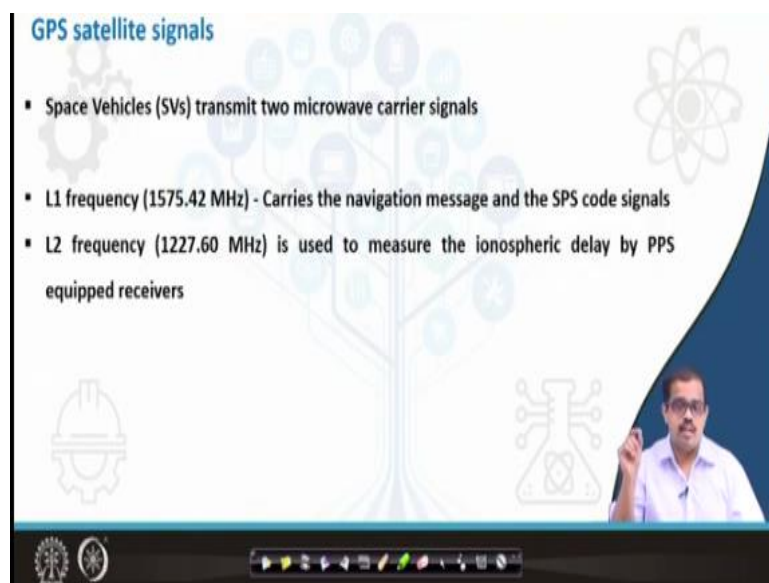 GPS satellite signals
▪ Space Vehicles (SVs) transmit two microwave carrier signals
▪ L1 frequency (1575.42 MHz) - Carries the navigation message and the SPS code signals
▪ L2 frequency (1227.60 MHz) is used to measure the ionospheric delay by PPS
equipped receivers